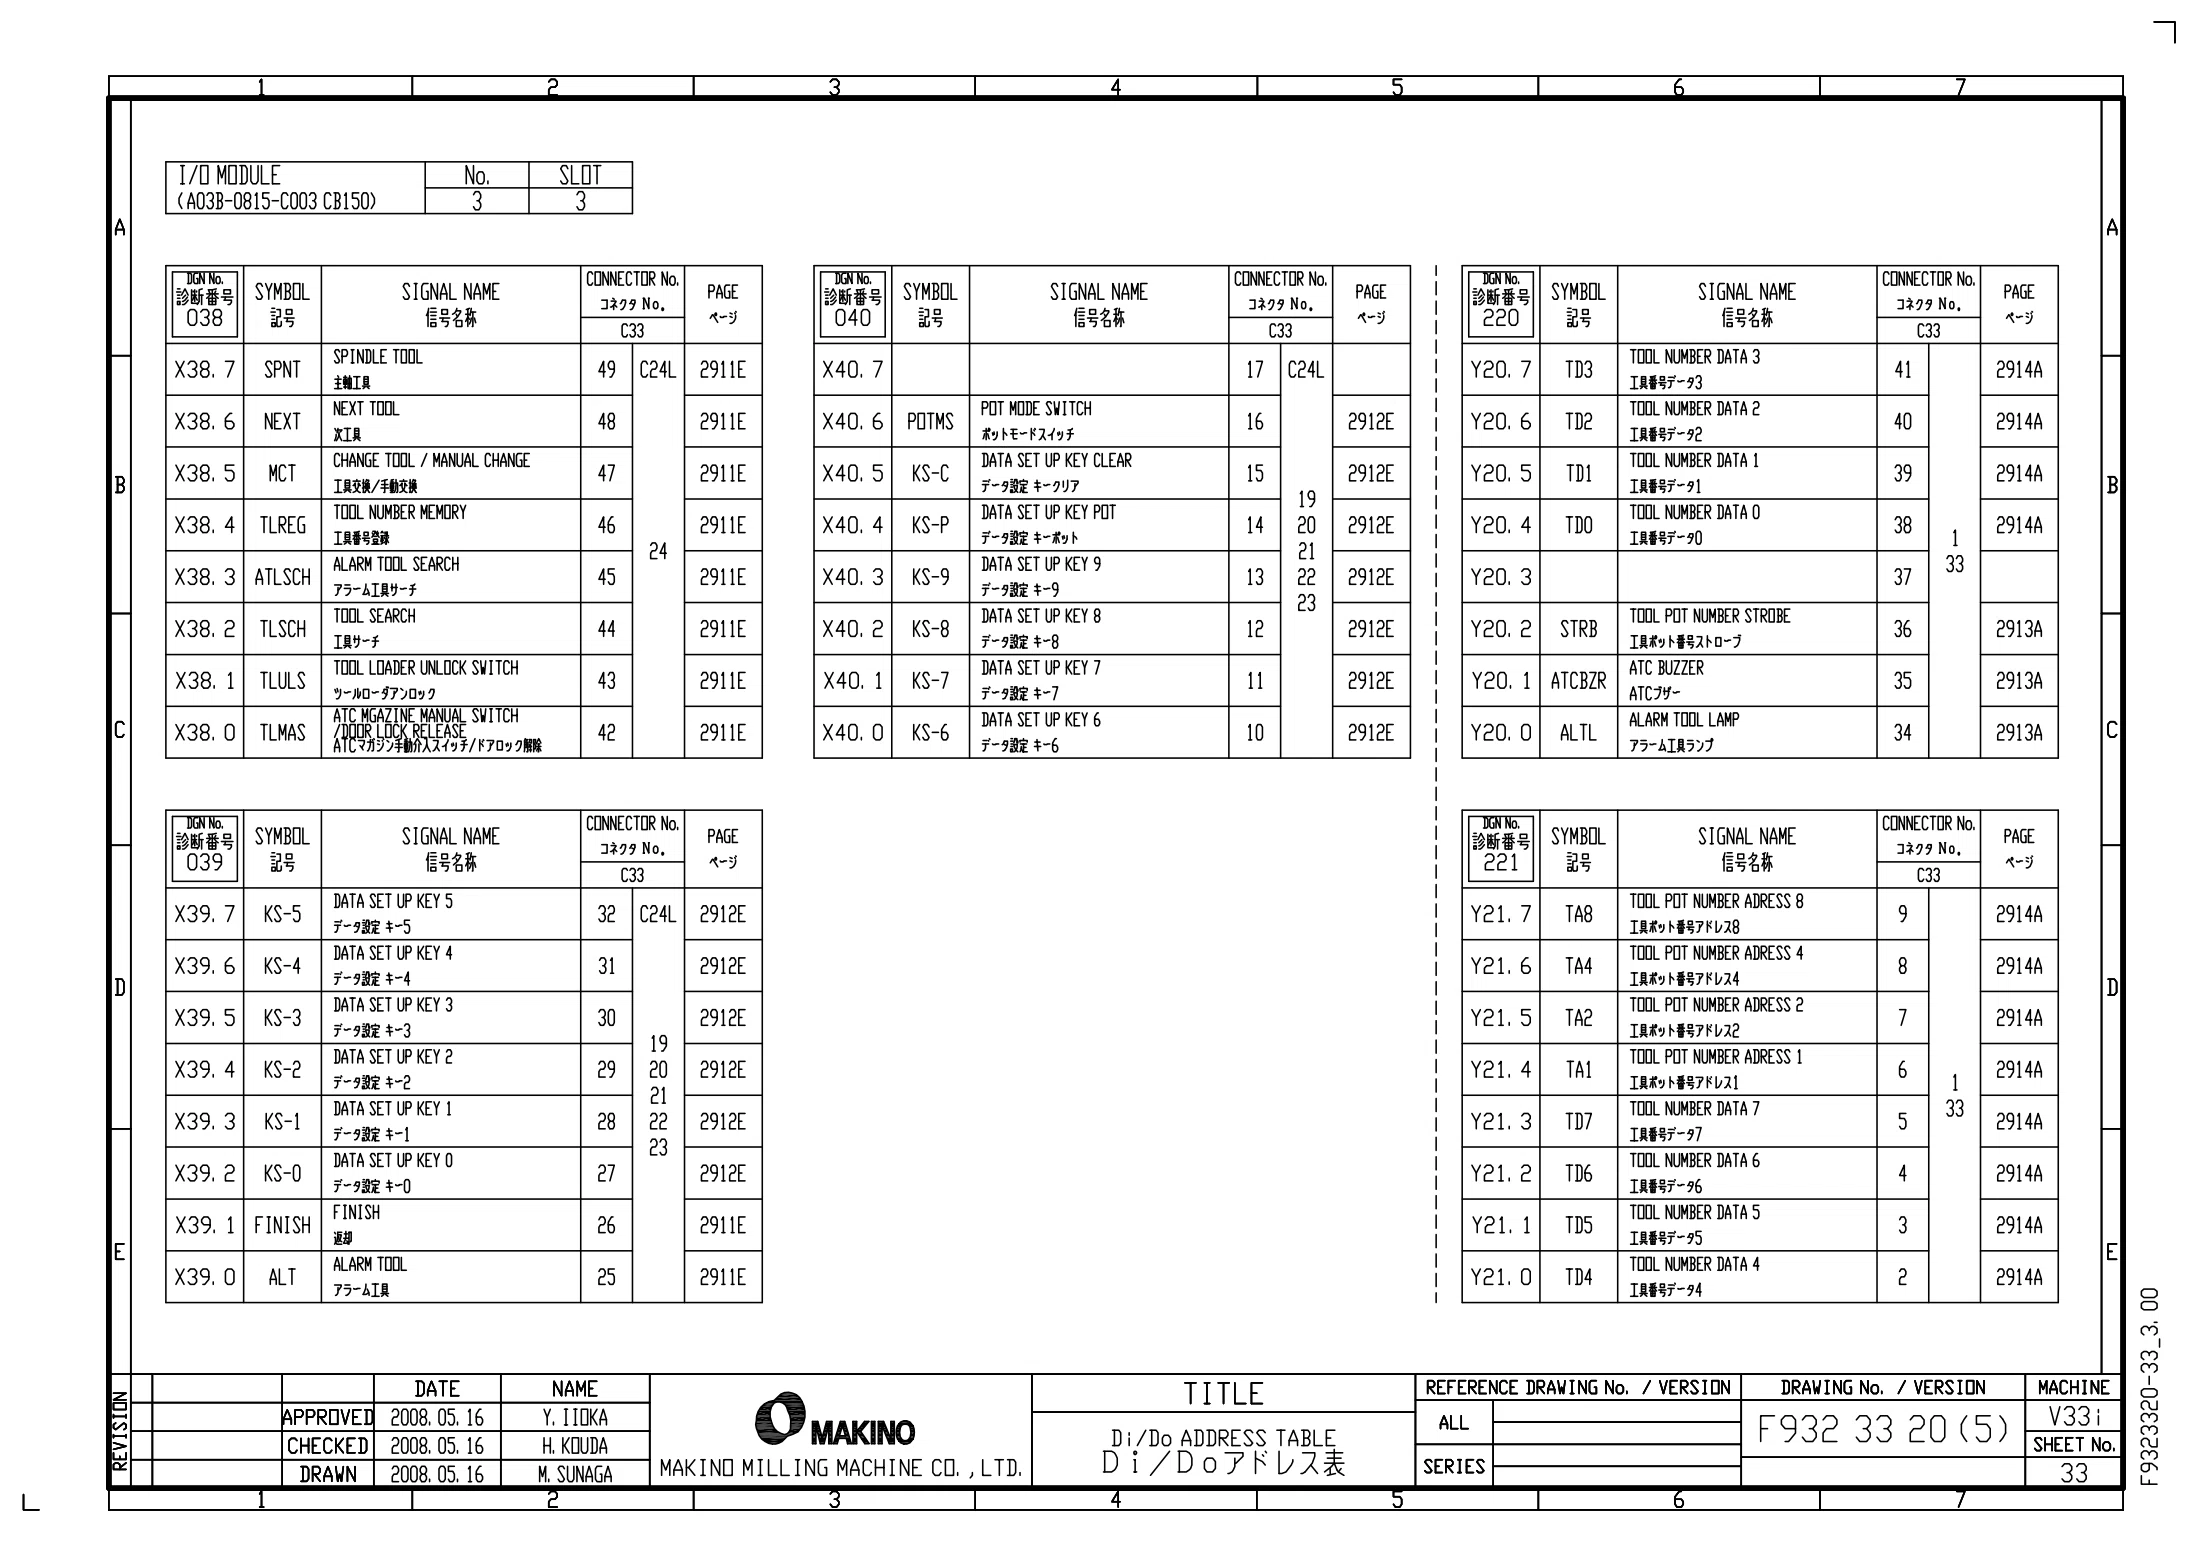 1 2 3 4 5 6 7
A
B
C
D
E
I/O MODULE No. SLOT
(A03B-0815-C003 CB150) 3 3
DGN No. 診断番号 038 SYMBOL 記号 SIGNAL NAME 信号名称 CONNECTOR No. コネクタ No. C33 PAGE ページ
X38.7 SPNT SPINDLE TOOL 49 C24L 2911E
主軸工具
X38.6 NEXT NEXT TOOL 48 2911E
次工具
X38.5 MCT CHANGE TOOL / MANUAL CHANGE 47 2911E
工具交換/手動交換
X38.4 TLREG TOOL NUMBER MEMORY 46 2911E
工具番号登録
24
X38.3 ATLSCH ALARM TOOL SEARCH 45 2911E
アラーム工具サーチ
X38.2 TLSCH TOOL SEARCH 44 2911E
工具サーチ
X38.1 TLULS TOOL LOADER UNLOCK SWITCH 43 2911E
ツールローダアンロック
X38.0 TLMAS ATC MGAZINE MANUAL SWITCH 42 2911E
/DOOR LOCK RELEASE
ATCマガジン手動介入スイッチ/ドアロック解除
DGN No. 診断番号 039 SYMBOL 記号 SIGNAL NAME 信号名称 CONNECTOR No. コネクタ No. C33 PAGE ページ
X39.7 KS-5 DATA SET UP KEY 5 32 C24L 2912E
データ設定 キー5
X39.6 KS-4 DATA SET UP KEY 4 31 2912E
データ設定 キー4
X39.5 KS-3 DATA SET UP KEY 3 30 2912E
データ設定 キー3
19
X39.4 KS-2 DATA SET UP KEY 2 29 20 2912E
データ設定 キー2
21
X39.3 KS-1 DATA SET UP KEY 1 28 22 2912E
データ設定 キー1
23
X39.2 KS-0 DATA SET UP KEY 0 27 2912E
データ設定 キー0
X39.1 FINISH FINISH 26 2911E
返却
X39.0 ALT ALARM TOOL 25 2911E
アラーム工具
DGN No. 診断番号 040 SYMBOL 記号 SIGNAL NAME 信号名称 CONNECTOR No. コネクタ No. C33 PAGE ページ
X40.7 17 C24L
X40.6 POTMS POT MODE SWITCH 16 2912E
ポットモードスイッチ
X40.5 KS-C DATA SET UP KEY CLEAR 15 2912E
データ設定 キークリア
19
X40.4 KS-P DATA SET UP KEY POT 14 20 2912E
データ設定 キーポット
21
X40.3 KS-9 DATA SET UP KEY 9 13 22 2912E
データ設定 キー9
23
X40.2 KS-8 DATA SET UP KEY 8 12 2912E
データ設定 キー8
X40.1 KS-7 DATA SET UP KEY 7 11 2912E
データ設定 キー7
X40.0 KS-6 DATA SET UP KEY 6 10 2912E
データ設定 キー6
DGN No. 診断番号 220 SYMBOL 記号 SIGNAL NAME 信号名称 CONNECTOR No. コネクタ No. C33 PAGE ページ
Y20.7 TD3 TOOL NUMBER DATA 3 41 2914A
工具番号データ3
Y20.6 TD2 TOOL NUMBER DATA 2 40 2914A
工具番号データ2
Y20.5 TD1 TOOL NUMBER DATA 1 39 2914A
工具番号データ1
Y20.4 TD0 TOOL NUMBER DATA 0 38 2914A
工具番号データ0
1
33
Y20.3 37
Y20.2 STRB TOOL POT NUMBER STROBE 36 2913A
工具ポット番号ストローブ
Y20.1 ATCBZR ATC BUZZER 35 2913A
ATCブザー
Y20.0 ALTL ALARM TOOL LAMP 34 2913A
アラーム工具ランプ
DGN No. 診断番号 221 SYMBOL 記号 SIGNAL NAME 信号名称 CONNECTOR No. コネクタ No. C33 PAGE ページ
Y21.7 TA8 TOOL POT NUMBER ADRESS 8 9 2914A
工具ポット番号アドレス8
Y21.6 TA4 TOOL POT NUMBER ADRESS 4 8 2914A
工具ポット番号アドレス4
Y21.5 TA2 TOOL POT NUMBER ADRESS 2 7 2914A
工具ポット番号アドレス2
Y21.4 TA1 TOOL POT NUMBER ADRESS 1 6 2914A
工具ポット番号アドレス1
1
33
Y21.3 TD7 TOOL NUMBER DATA 7 5 2914A
工具番号データ7
Y21.2 TD6 TOOL NUMBER DATA 6 4 2914A
工具番号データ6
Y21.1 TD5 TOOL NUMBER DATA 5 3 2914A
工具番号データ5
Y21.0 TD4 TOOL NUMBER DATA 4 2 2914A
工具番号データ4
A
B
C
D
E
REVISION
DATE NAME
APPROVED 2008.05.16 Y. IIOKA
CHECKED 2008.05.16 H. KOUDA
DRAWN 2008.05.16 M. SUNAGA
MAKINO
MAKINO MILLING MACHINE CO.,LTD.
TITLE
Di/Do ADDRESS TABLE
Di/Doアドレス表
REFERENCE DRAWING No. / VERSION
ALL
SERIES
DRAWING No. / VERSION
F932 33 20(5)
MACHINE
V33i
SHEET No.
33
1 2 3 4 5 6 7
F9323320-33_3.00